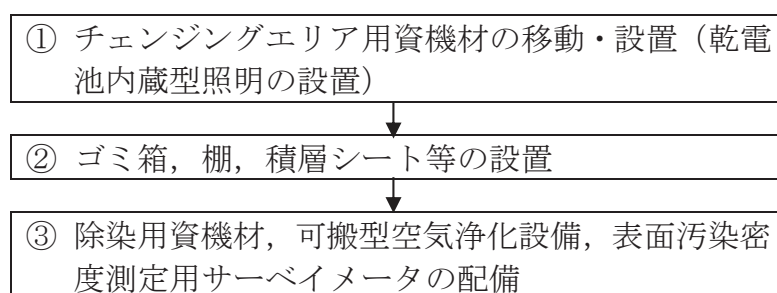 ① チェンジングエリア用資機材の移動・設置（乾電
池内蔵型照明の設置）
② ゴミ箱，棚，積層シート等の設置
③ 除染用資機材，可搬型空気浄化設備，表面汚染密
度測定用サーベイメータの配備